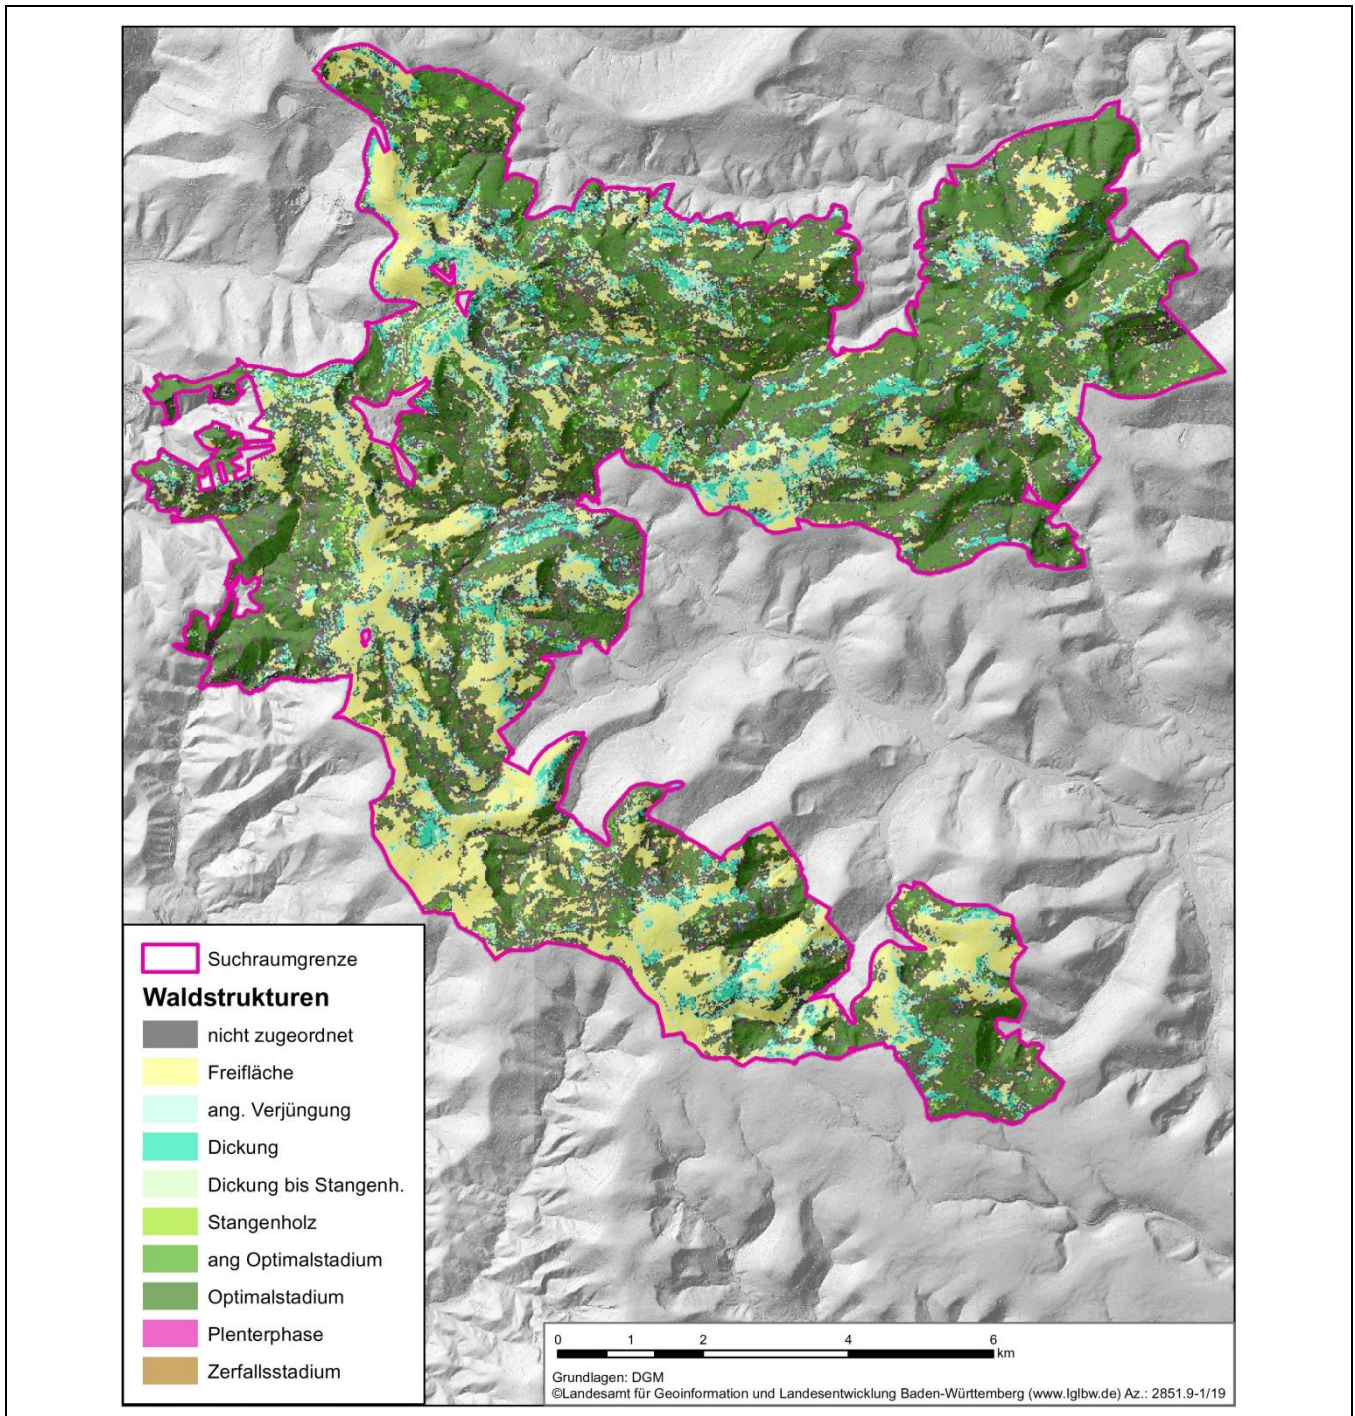 Suchraumgrenze
Waldstrukturen
nicht zugeordnet
Freifläche
ang. Verjüngung
Dickung
Dickung bis Stangenh.
Stangenholz
ang Optimalstadium
Optimalstadium
Plenterphase
Zerfallsstadium
0 1 2 4 6
km
Grundlagen: DGM
©Landesamt für Geoinformation und Landesentwicklung Baden-Württemberg (www.lglbw.de) Az.: 2851.9-1/19